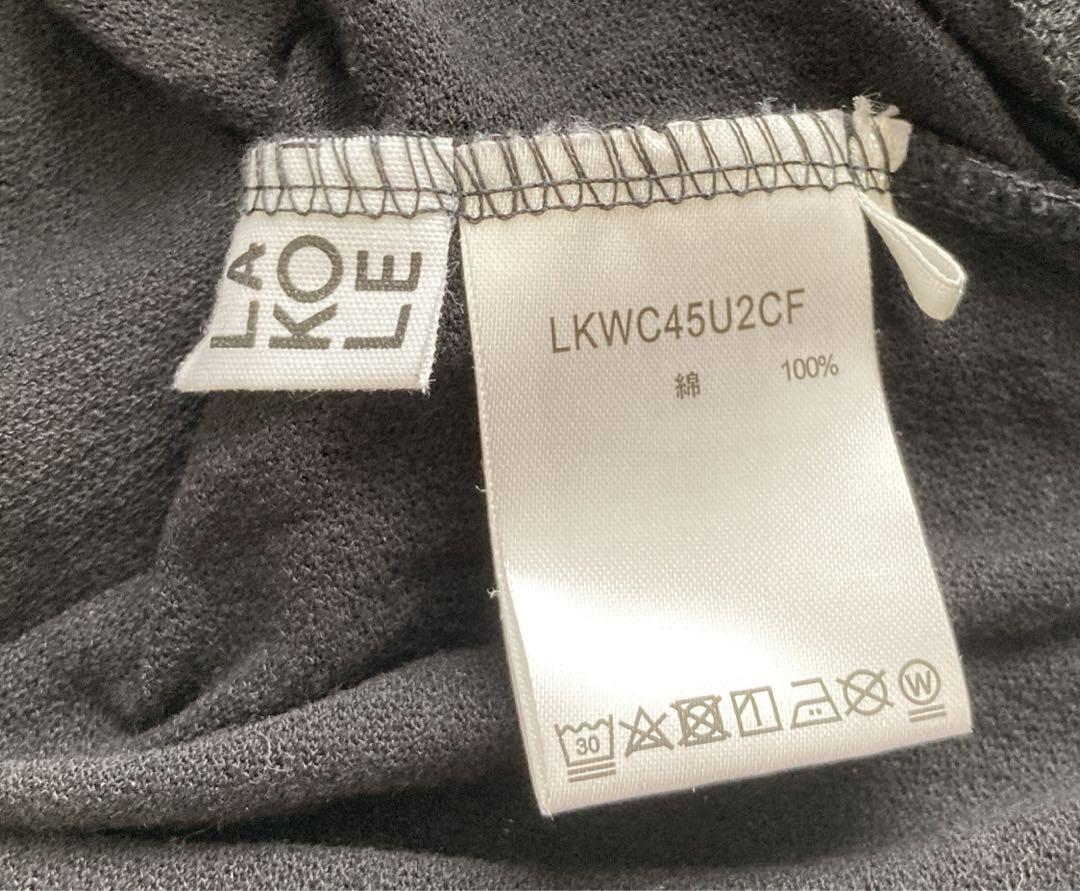 LA
KO
LE
LKWC45U2CF
綿 100%
30
W